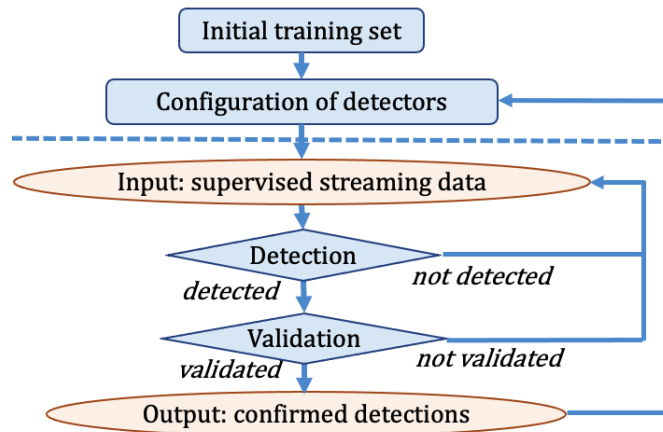 Initial training set
Configuration of detectors
Input: supervised streaming data
Detection
detected
not detected
Validation
validated
not validated
Output: confirmed detections